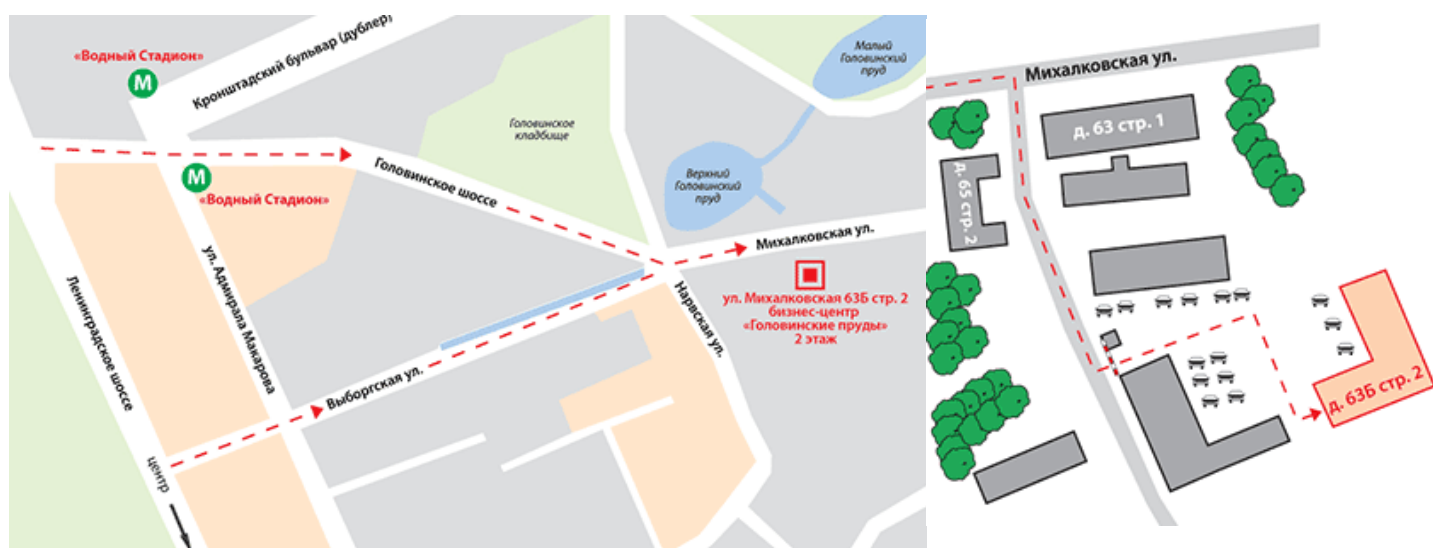 «Водный Стадион»
М
Кронштадский бульвар (дублер)
Малый
Головинский
пруд
Головинское
кладбище
М
«Водный Стадион»
Головинское шоссе
Верхний
Головинский
пруд
Михалковская ул.
ул. Михалковская 63Б стр. 2
бизнес-центр
«Головинские пруды»
2 этаж
Ленинградское шоссе
ул. Адмирала Макарова
Нарвская ул.
Выборгская ул.
центр
Михалковская ул.
д. 63 стр. 1
д. 65 стр. 2
д. 63Б стр. 2